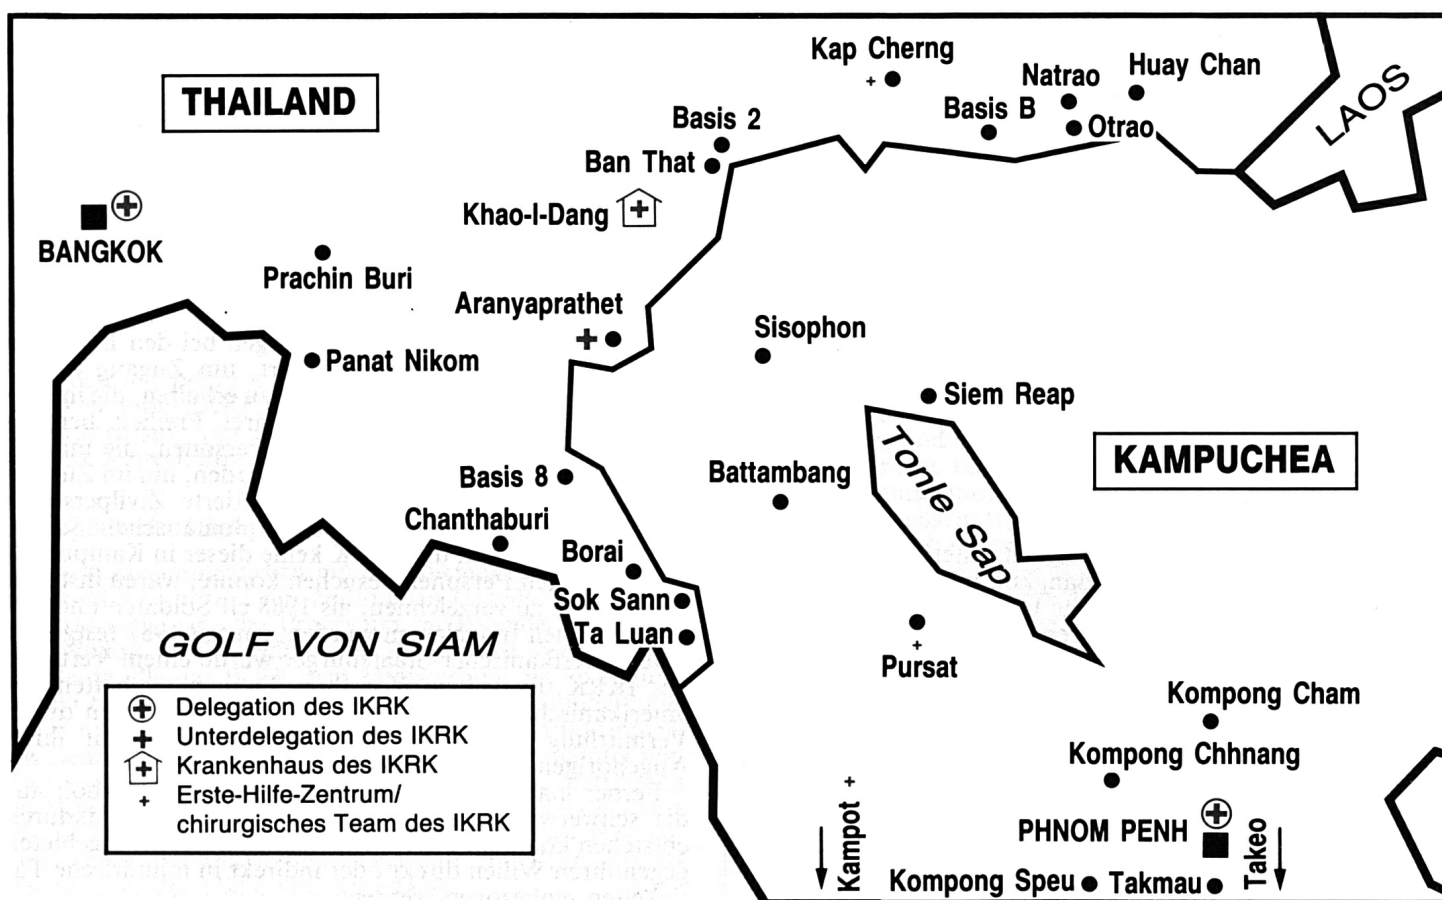 THAILAND
Kap Cherng
Natrao
Huay Chan
LAOS
Basis 2
Basis B
Otrao
Ban That
Khao-I-Dang
BANGKOK
Prachin Buri
Aranyaprathet
Sisophon
Panat Nikom
Siem Reap
Tonle Sap
KAMPUCHEA
Basis 8
Battambang
Chanthaburi
Borai
Sok Sann
Ta Luan
GOLF VON SIAM
Pursat
Kompong Cham
Kompong Chhnang
PHNOM PENH
Kampot
Takeo
Kompong Speu
Takmau
Delegation des IKRK
Unterdelegation des IKRK
Krankenhaus des IKRK
Erste-Hilfe-Zentrum/
chirurgisches Team des IKRK